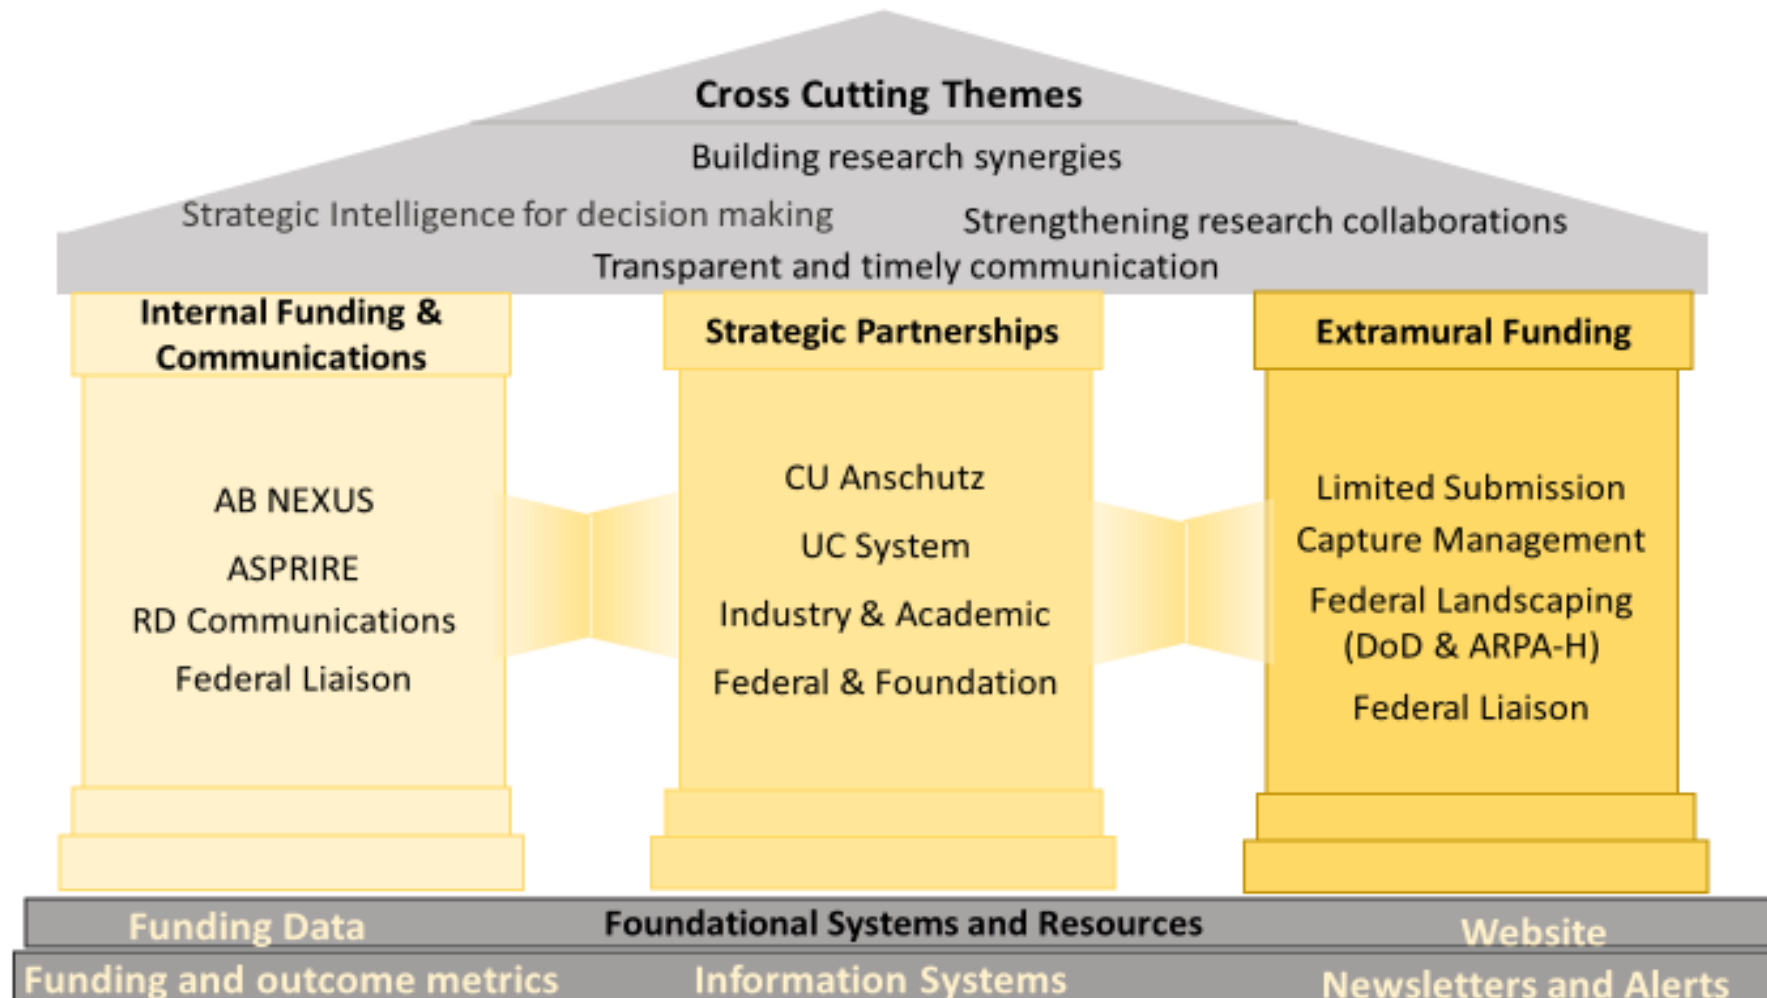 Cross Cutting Themes
Building research synergies
Strategic Intelligence for decision making
Strengthening research collaborations
Transparent and timely communication
Internal Funding &
Communications
AB NEXUS
ASPRIRE
RD Communications
Federal Liaison
Strategic Partnerships
CU Anschutz
UC System
Industry & Academic
Federal & Foundation
Extramural Funding
Limited Submission
Capture Management
Federal Landscaping
(DoD & ARPA-H)
Federal Liaison
Funding Data
Foundational Systems and Resources
Website
Funding and outcome metrics
Information Systems
Newsletters and Alerts